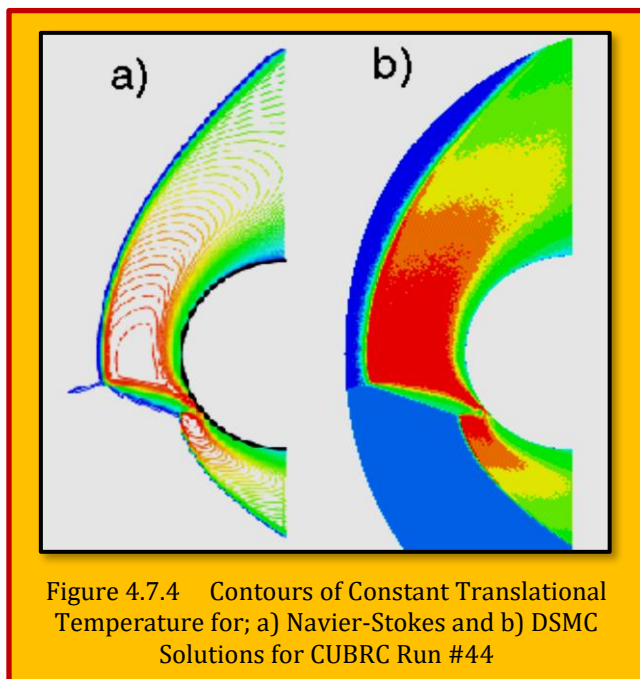 a)
b)
Figure 4.7.4 Contours of Constant Translational
Temperature for; a) Navier-Stokes and b) DSMC
Solutions for CUBRC Run #44